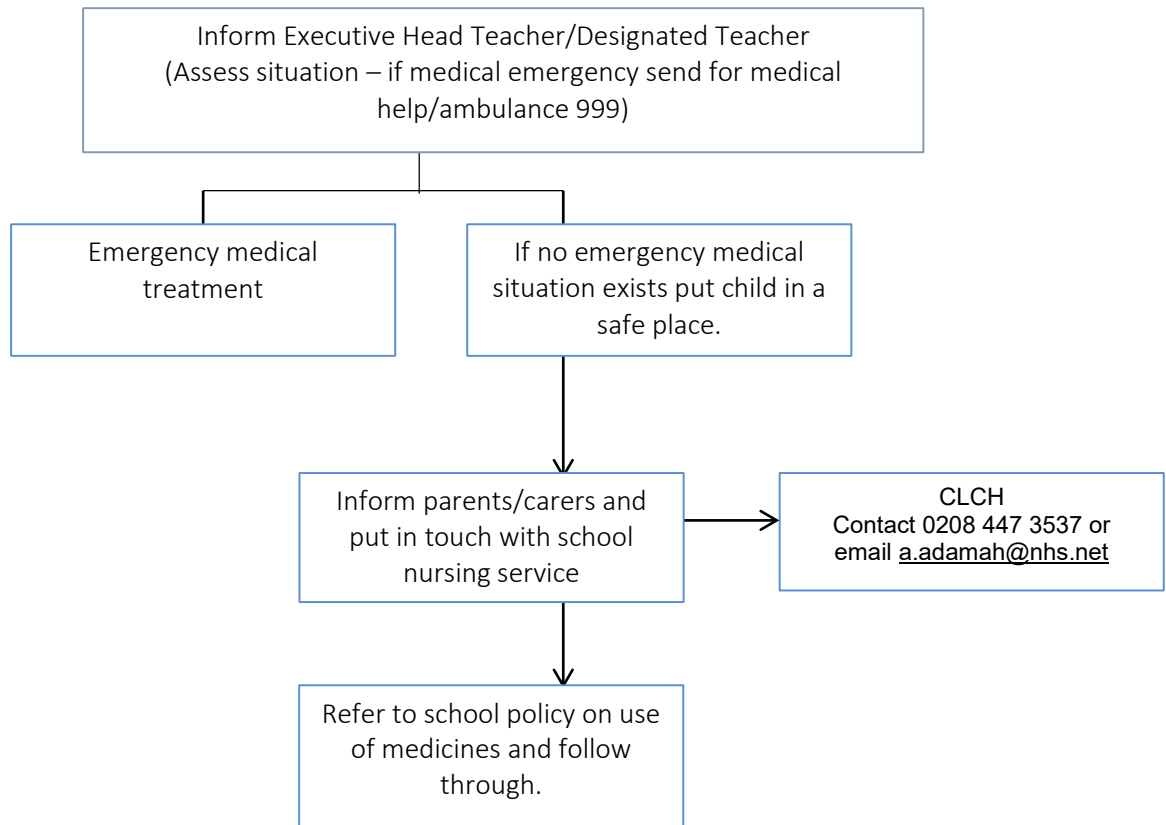 Inform Executive Head Teacher/Designated Teacher
(Assess situation – if medical emergency send for medical
help/ambulance 999)
Emergency medical
treatment
If no emergency medical
situation exists put child in a
safe place.
Inform parents/carers and
put in touch with school
nursing service
CLCH
Contact 0208 447 3537 or
email a.adamah@nhs.net
Refer to school policy on use
of medicines and follow
through.